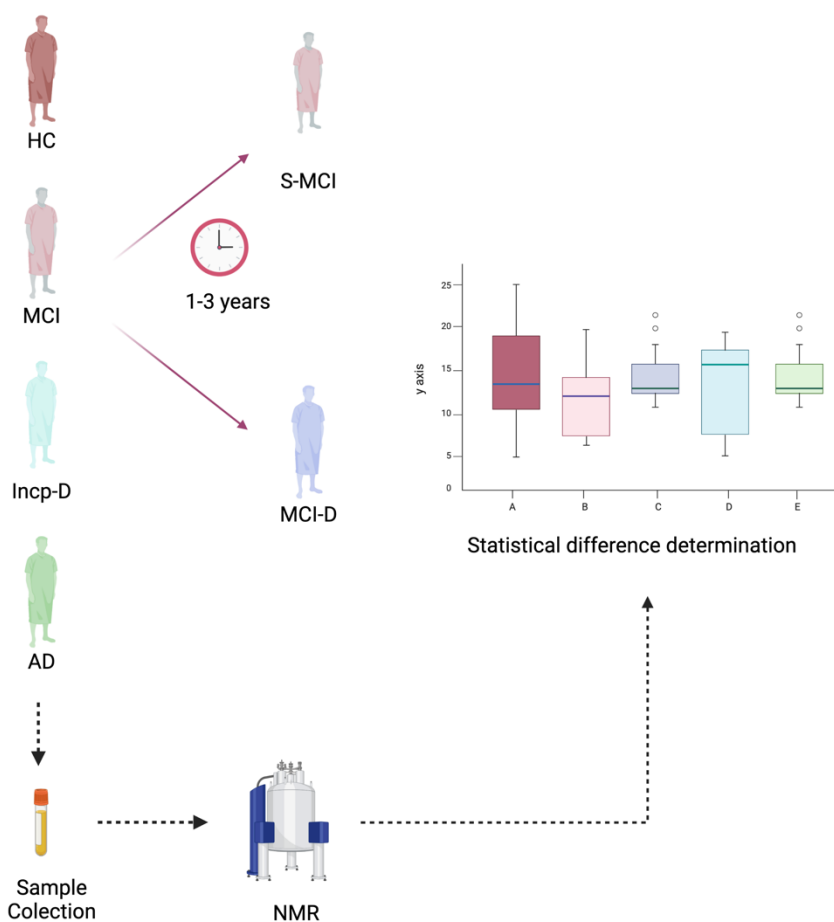 HC
S-MCI
MCI
1-3 years
Incp-D
MCI-D
AD
25
20
15
10
5
0
y axis
A B C D E
Statistical difference determination
Sample
Colection
NMR